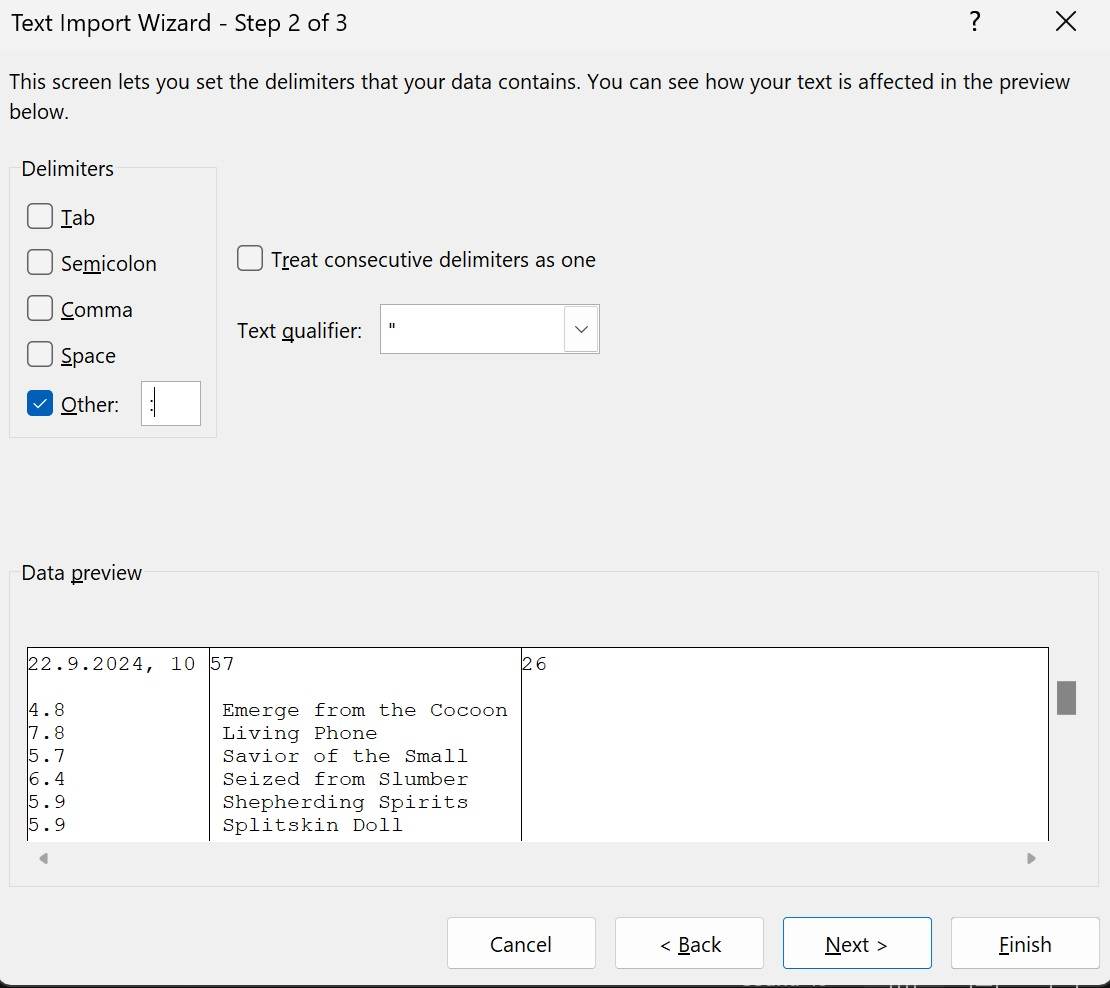 Text Import Wizard - Step 2 of 3 ?
This screen lets you set the delimiters that your data contains. You can see how your text is affected in the preview
below.
Delimiters
Tab
Semicolon
Comma
Space
Other: :
Treat consecutive delimiters as one
Text qualifier: "
Data preview
22.9.2024, 10 57 26
4.8 Emerge from the Cocoon
7.8 Living Phone
5.7 Savior of the Small
6.4 Seized from Slumber
5.9 Shepherding Spirits
5.9 Splitskin Doll
Cancel < Back Next > Finish